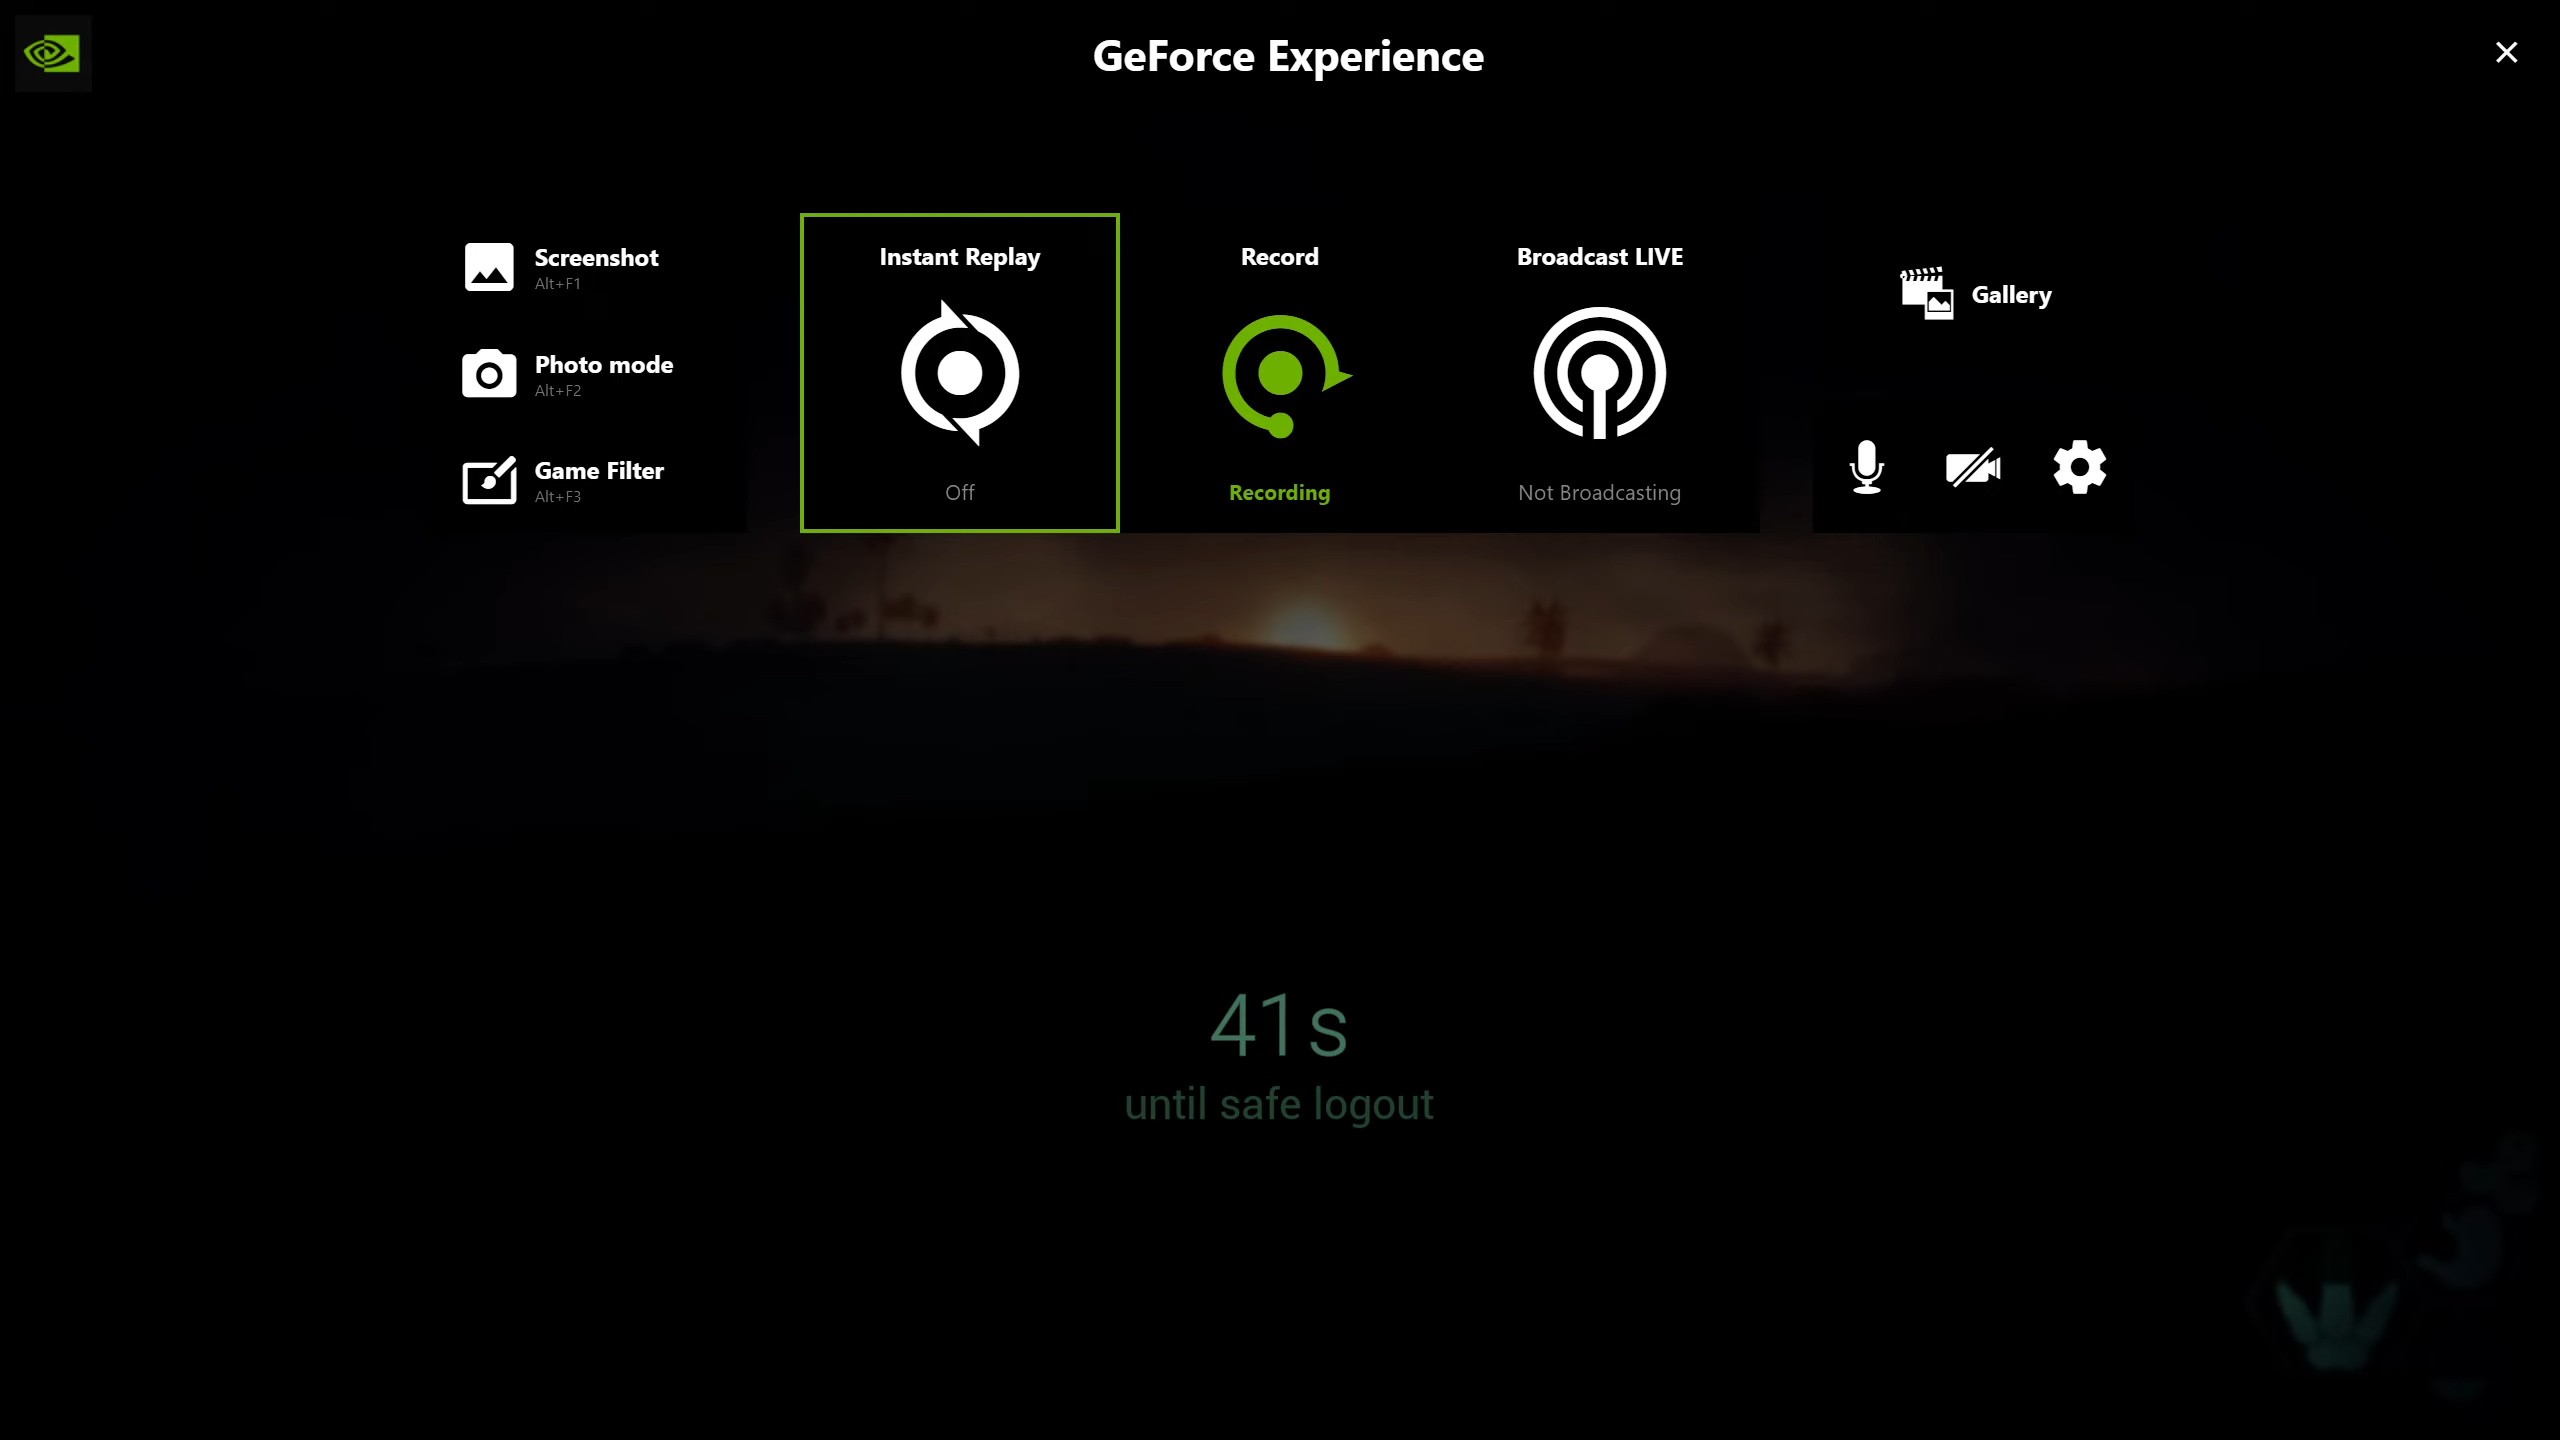 GeForce Experience
Screenshot
Alt+F1
Photo mode
Alt+F2
Game Filter
Alt+F3
Instant Replay
Off
Record
Recording
Broadcast LIVE
Not Broadcasting
Gallery
41s
until safe logout